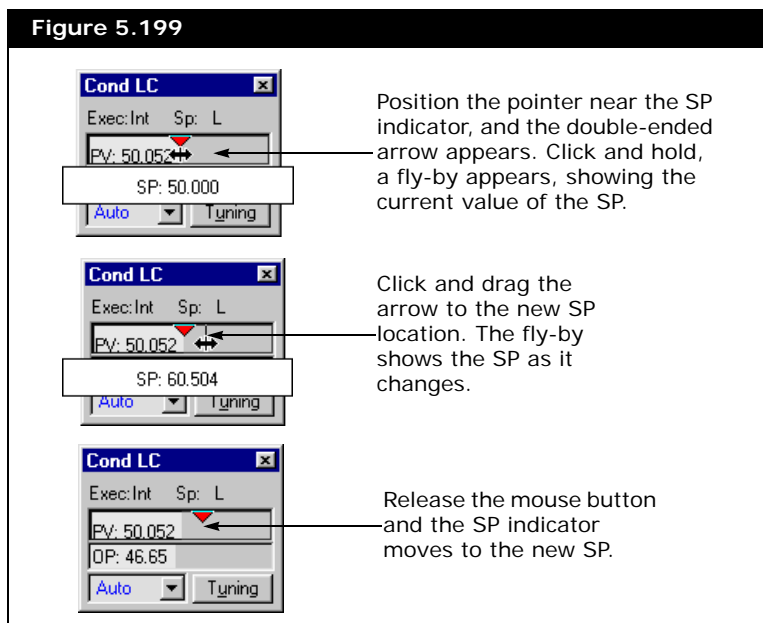 Figure 5.199
Cond LC
Exec:Int Sp: L
PV: 50.052
SP: 50.000
Auto Tuning
Position the pointer near the SP
indicator, and the double-ended
arrow appears. Click and hold,
a fly-by appears, showing the
current value of the SP.
Cond LC
Exec:Int Sp: L
PV: 50.052
SP: 60.504
Auto Tuning
Click and drag the
arrow to the new SP
location. The fly-by
shows the SP as it
changes.
Cond LC
Exec:Int Sp: L
PV: 50.052
OP: 46.65
Auto Tuning
Release the mouse button
and the SP indicator
moves to the new SP.